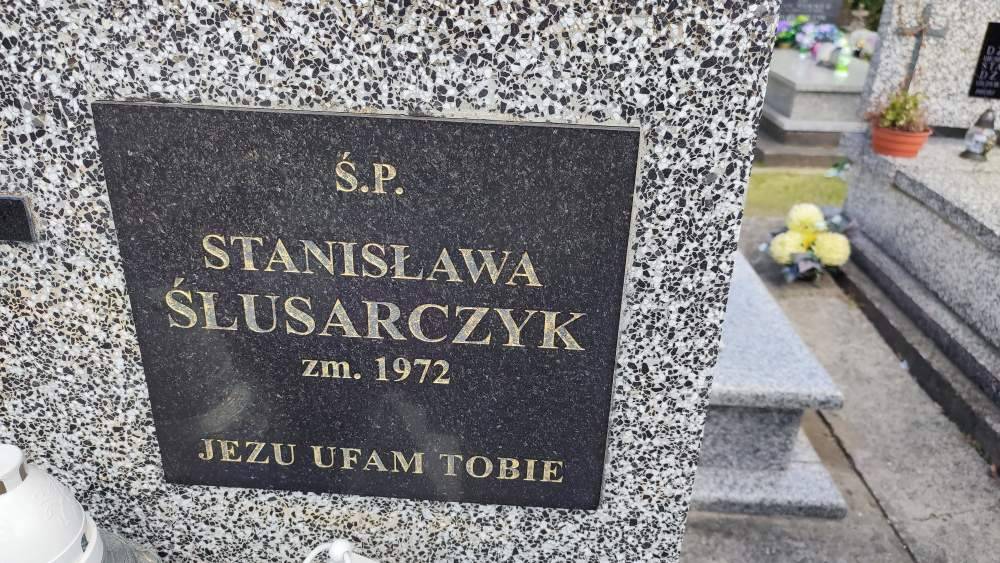 Ś.P.
STANISŁAWA
ŚLUSARCZYK
zm. 1972
JEZU UFAM TOBIE